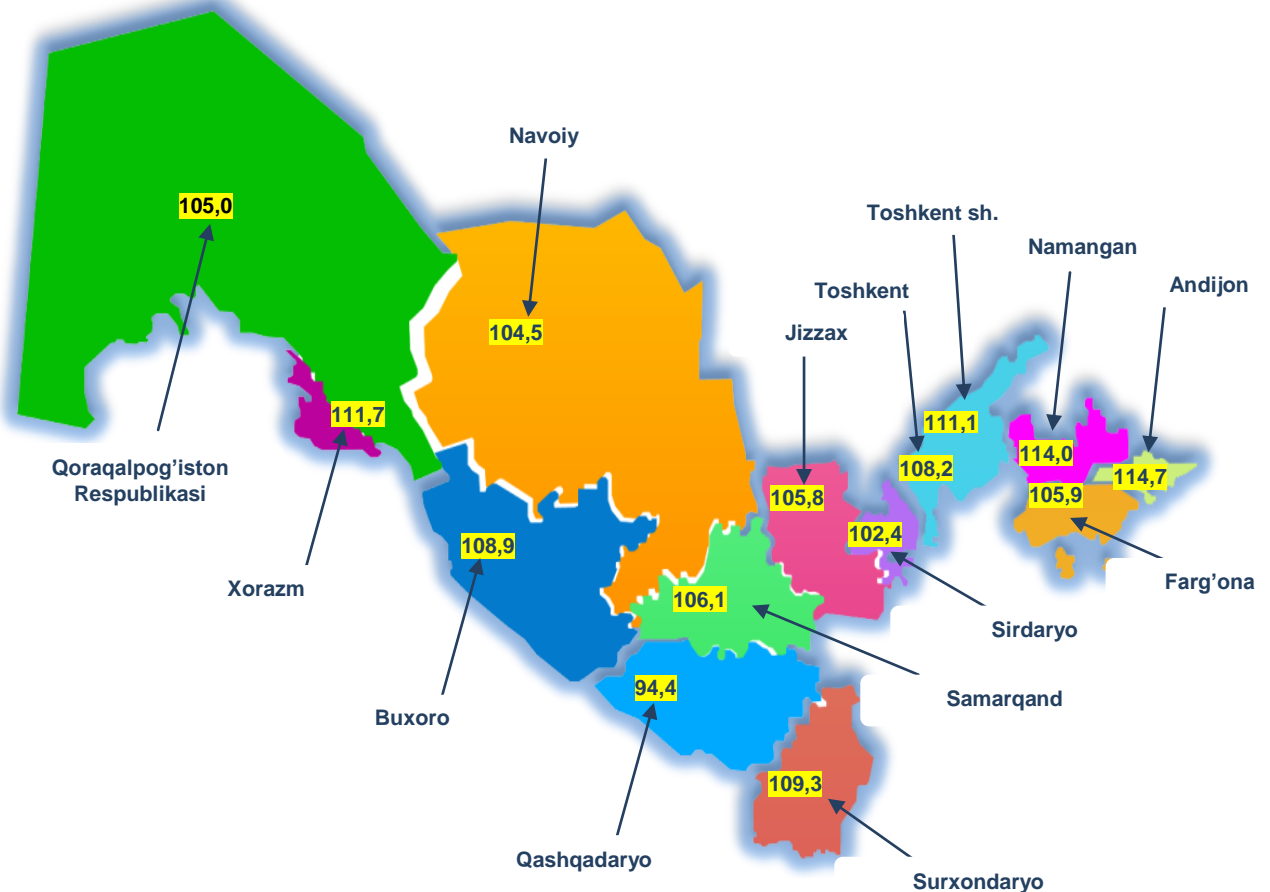 Navoiy
105,0
Toshkent sh.
Namangan
Toshkent
Andijon
Jizzax
104,5
111,7
111,1
114,0
108,2
114,7
105,8
105,9
Qoraqalpog’iston
Respublikasi
102,4
108,9
Xorazm
106,1
Farg’ona
Sirdaryo
94,4
Samarqand
Buxoro
109,3
Qashqadaryo
Surxondaryo